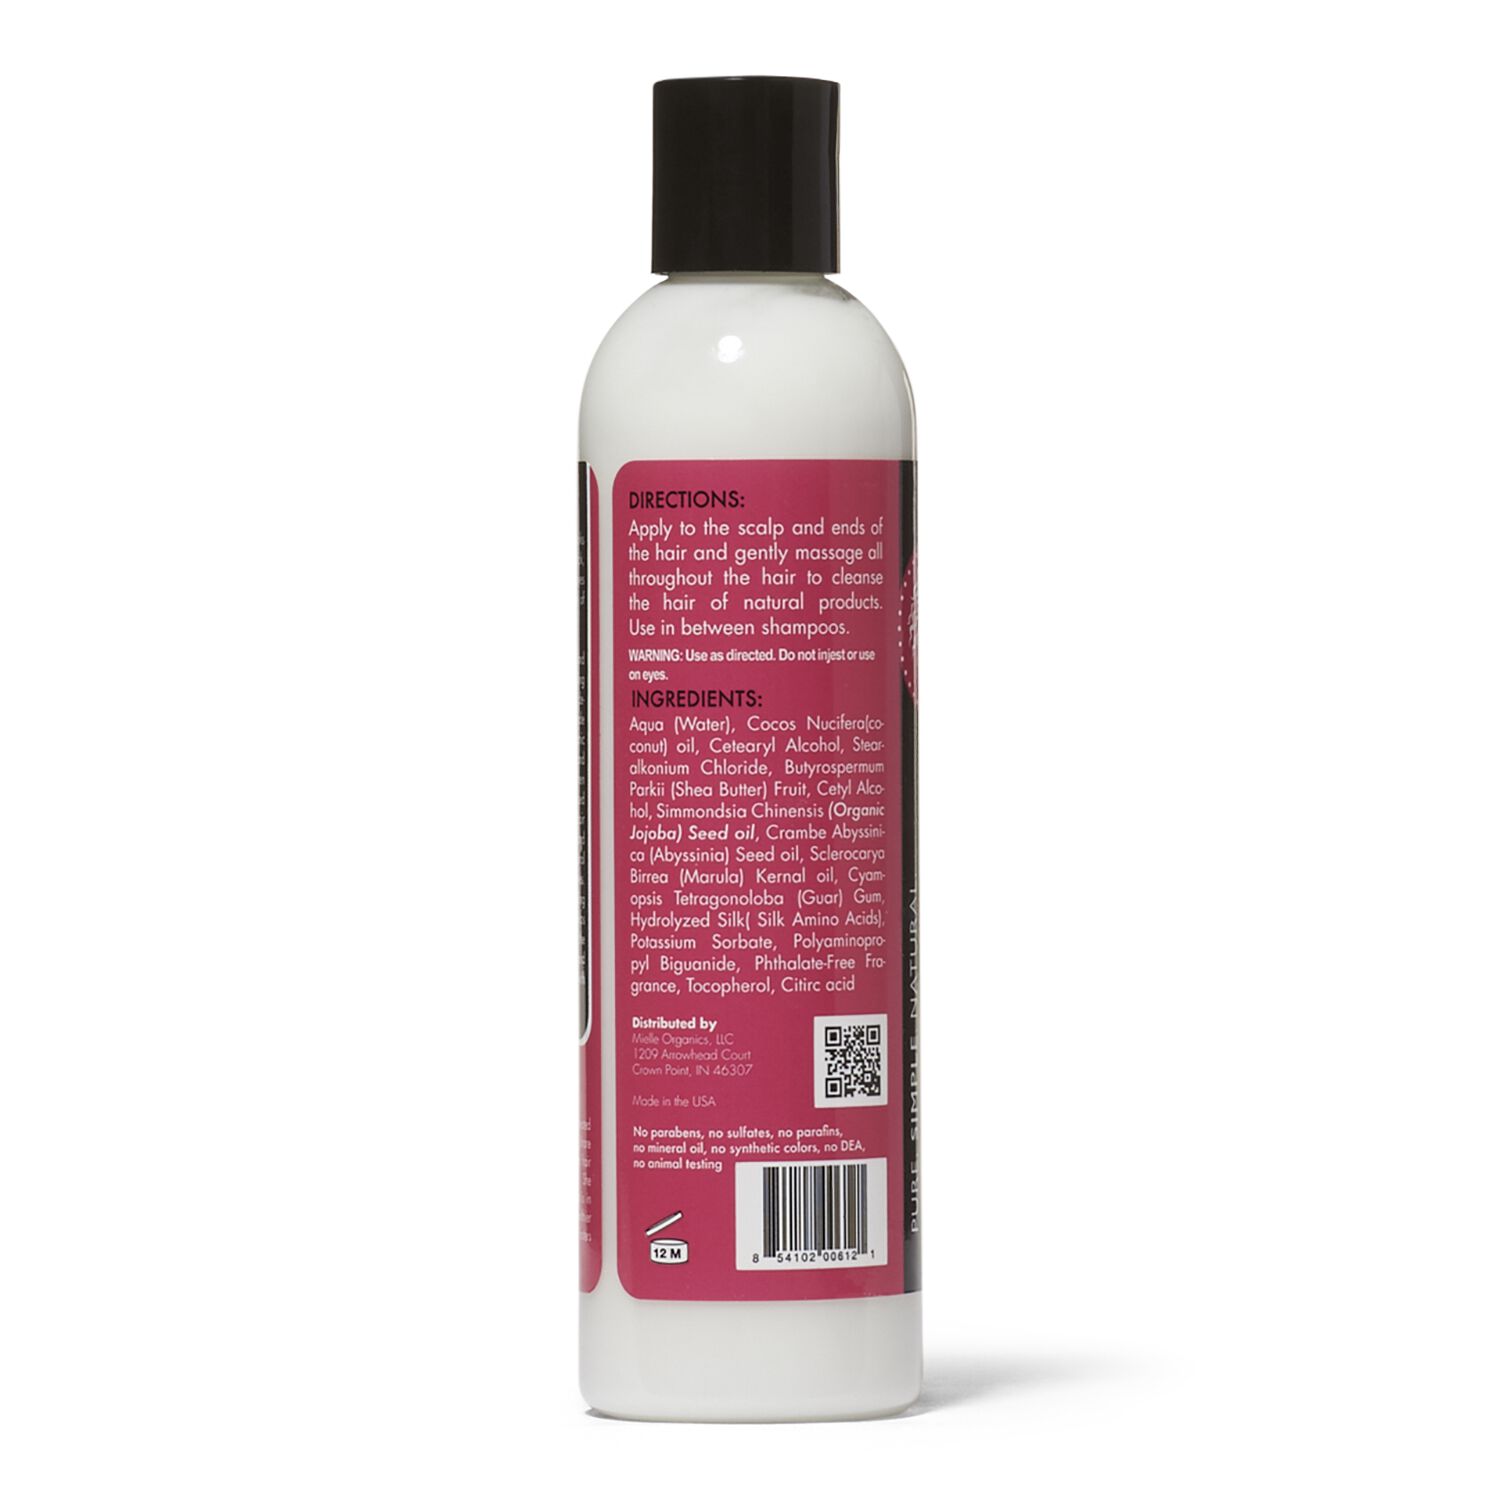 DIRECTIONS:
Apply to the scalp and ends of
the hair and gently massage all
throughout the hair to cleanse
the hair of natural products.
Use in between shampoos.
WARNING: Use as directed. Do not injest or use
on eyes.
INGREDIENTS:
Aqua (Water), Cocos Nucifera(co-
conut) oil, Cetearyl Alcohol, Stear-
alkonium Chloride, Butyrospermum
Parkii (Shea Butter) Fruit, Cetyl Alco-
hol, Simmondsia Chinensis (Organic
Jojoba) Seed oil, Crambe Abyssini-
ca (Abyssinia) Seed oil, Sclerocarya
Birrea (Marula) Kernal oil, Cyam-
opsis Tetragonoloba (Guar) Gum,
Hydrolyzed Silk( Silk Amino Acids),
Potassium Sorbate, Polyaminopro-
pyl Biguanide, Phthalate-Free Fra-
grance, Tocopherol, Citirc acid
Distributed by
Mielle Organics, LLC
1209 Arrowhead Court
Crown Point, IN 46307
Made in the USA
No parabens, no sulfates, no parafins,
no mineral oil, no synthetic colors, no DEA,
no animal testing
12 M
8 54102 00612 1
PURE SIMPLE NATURAL